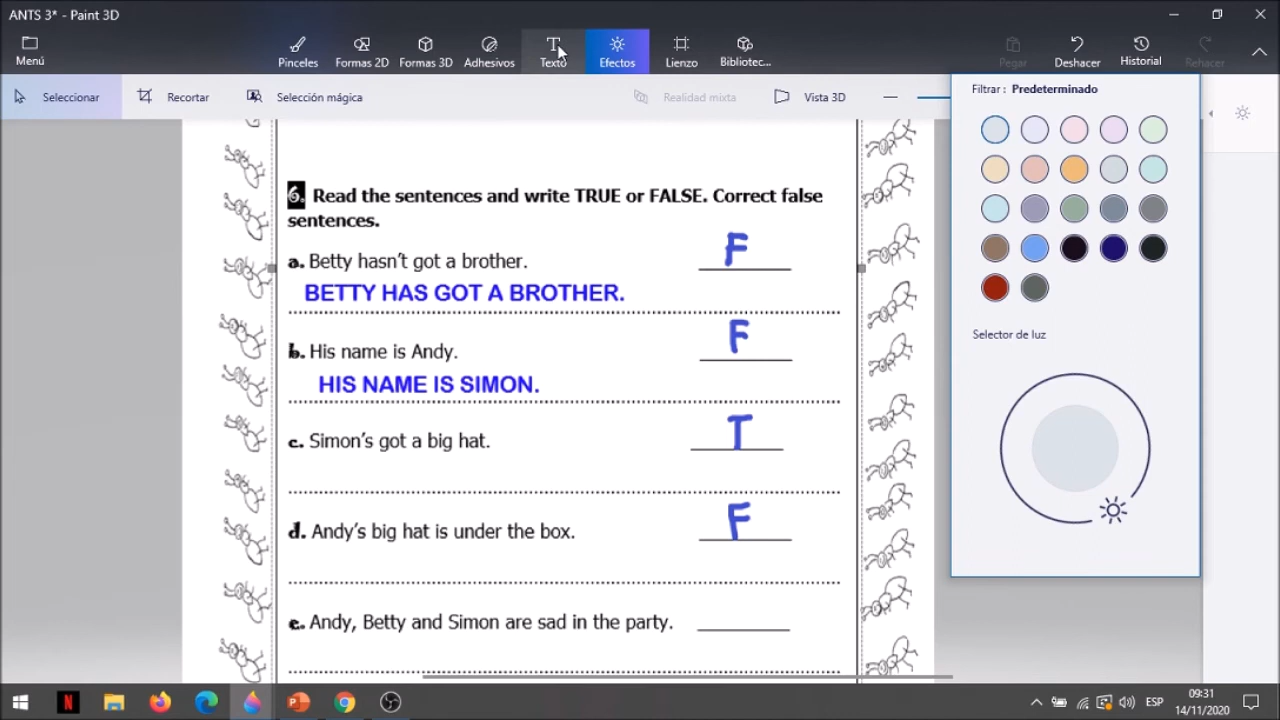 ANTS 3* - Paint 3D
Menú
Pinceles
Formas 2D
Formas 3D
Adhesivos
Texto
Efectos
Lienzo
Bibliotec...
Pegar
Deshacer
Historial
Rehacer
Seleccionar
Recortar
Selección mágica
Realidad mixta
Vista 3D
Filtrar : Predeterminado
Selector de luz
6. Read the sentences and write TRUE or FALSE. Correct false
sentences.
a. Betty hasn't got a brother. F
BETTY HAS GOT A BROTHER.
b. His name is Andy. F
HIS NAME IS SIMON.
c. Simon's got a big hat. T
d. Andy's big hat is under the box. F
e. Andy, Betty and Simon are sad in the party.
ESP
09:31
14/11/2020